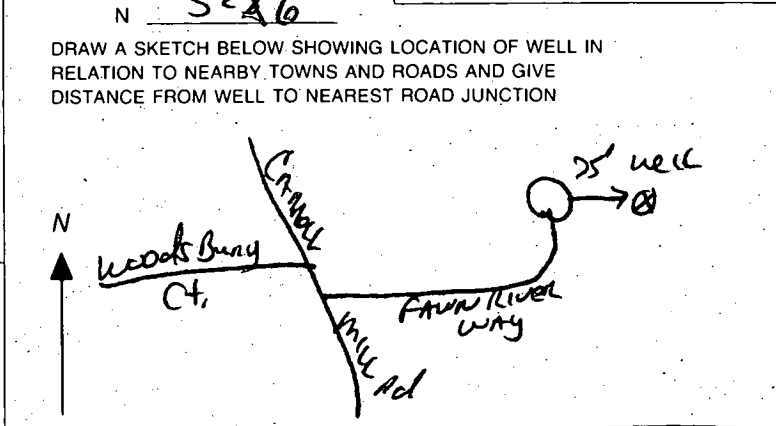 N
DRAW A SKETCH BELOW SHOWING LOCATION OF WELL IN
RELATION TO NEARBY TOWNS AND ROADS AND GIVE
DISTANCE FROM WELL TO NEAREST ROAD JUNCTION
N
well
Woods Bury
Ct.
FAWN RIVER
WAY
Mill Rd